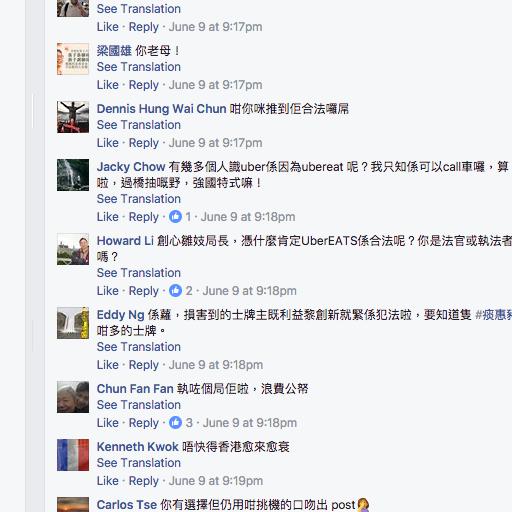 See Translation
Like · Reply · June 9 at 9:17pm
梁國雄 你老母！
See Translation
Like · Reply · June 9 at 9:17pm
Dennis Hung Wai Chun 咁你咪推到佢合法囉屌
See Translation
Like · Reply · June 9 at 9:17pm
Jacky Chow 有幾多個人識uber係因為ubereat 呢？我只知係可以call車囉，算
啦，過橋抽嘅野，強國特式嘛！
See Translation
Like · Reply · 1 · June 9 at 9:18pm
Howard Li 創心雛妓局長，憑什麼肯定UberEATS係合法呢？你是法官或執法者
嗎？
See Translation
Like · Reply · 2 · June 9 at 9:18pm
Eddy Ng 係蘿，損害到的士牌主既利益黎創新就緊係犯法啦，要知道隻 #痰惠
咁多的士牌。
See Translation
Like · Reply · June 9 at 9:18pm
Chun Fan Fan 執咗個局佢啦，浪費公帑
See Translation
Like · Reply · 3 · June 9 at 9:18pm
Kenneth Kwok 唔快得香港愈來愈衰
See Translation
Like · Reply · June 9 at 9:19pm
Carlos Tse 你有選擇但仍用咁挑機的口吻出 post🤦